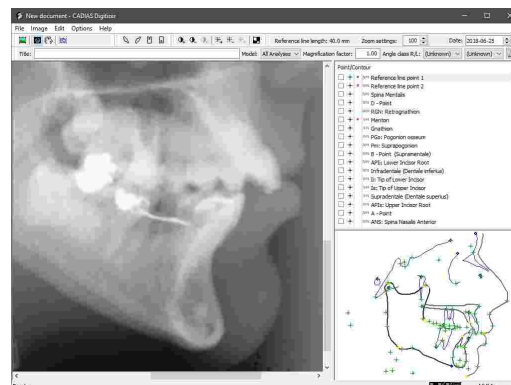 New document - CADIAS Digitizer
File Image Edit Options Help
Reference line length: 40.0 mm Zoom settings: 100 Date: 2018-06-25
Title: Model: All Analyses Magnification factor: 1.00 Angle class R/L: (Unknown) (Unknown)
Point/Contour
Reference line point 1
Reference line point 2
Spina Mentalis
D - Point
RGN: Retrognathion
Menton
Gnathion
PGo: Pogonion osseum
Pm: Suprapogonion
B - Point (Supramentale)
APIi: Lower Incisor Root
Infradentale (Dentale inferius)
Ii: Tip of Lower Incisor
Is: Tip of Upper Incisor
Supradentale (Dentale superius)
APIs: Upper Incisor Root
A - Point
ANS: Spina Nasalis Anterior